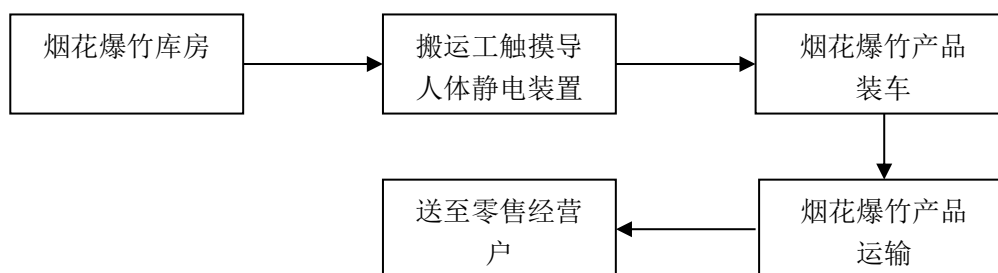 烟花爆竹库房
搬运工触摸导
人体静电装置
烟花爆竹产品
装车
烟花爆竹产品
运输
送至零售经营
户